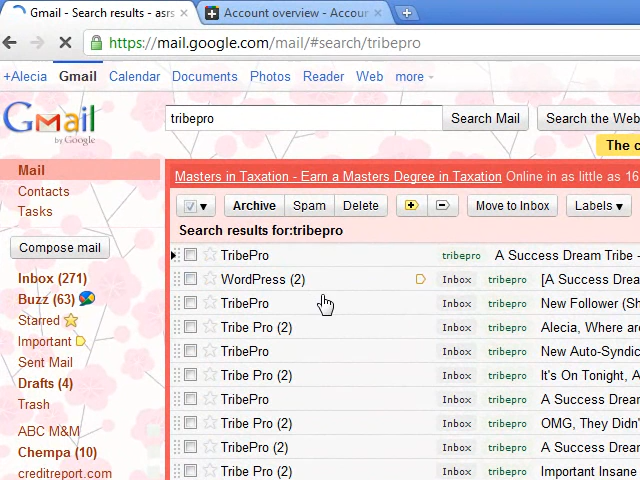 Gmail - Search results - asrs
Account overview - Accour
https://mail.google.com/mail/#search/tribepro
+Alecia Gmail Calendar Documents Photos Reader Web more
Gmail
by Google
tribepro
Search Mail
Search the Web
The c
Mail
Contacts
Tasks
Compose mail
Inbox (271)
Buzz (63)
Starred
Important
Sent Mail
Drafts (4)
Trash
ABC M&M
Chempa (10)
creditreport.com
Masters in Taxation - Earn a Masters Degree in Taxation Online in as little as 16
Archive Spam Delete Move to Inbox Labels
Search results for:tribepro
TribePro tribepro A Success Dream Tribe -
WordPress (2) Inbox tribepro [A Success Drea
TribePro Inbox tribepro New Follower (Sh
Tribe Pro (2) Inbox tribepro Alecia, Where ar
TribePro Inbox tribepro New Auto-Syndic
Tribe Pro (2) Inbox tribepro It's On Tonight, A
TribePro Inbox tribepro A Success Drean
Tribe Pro (2) Inbox tribepro OMG, They Didn'
TribePro (2) Inbox tribepro A Success Drean
Tribe Pro (2) Inbox tribepro Important Insane